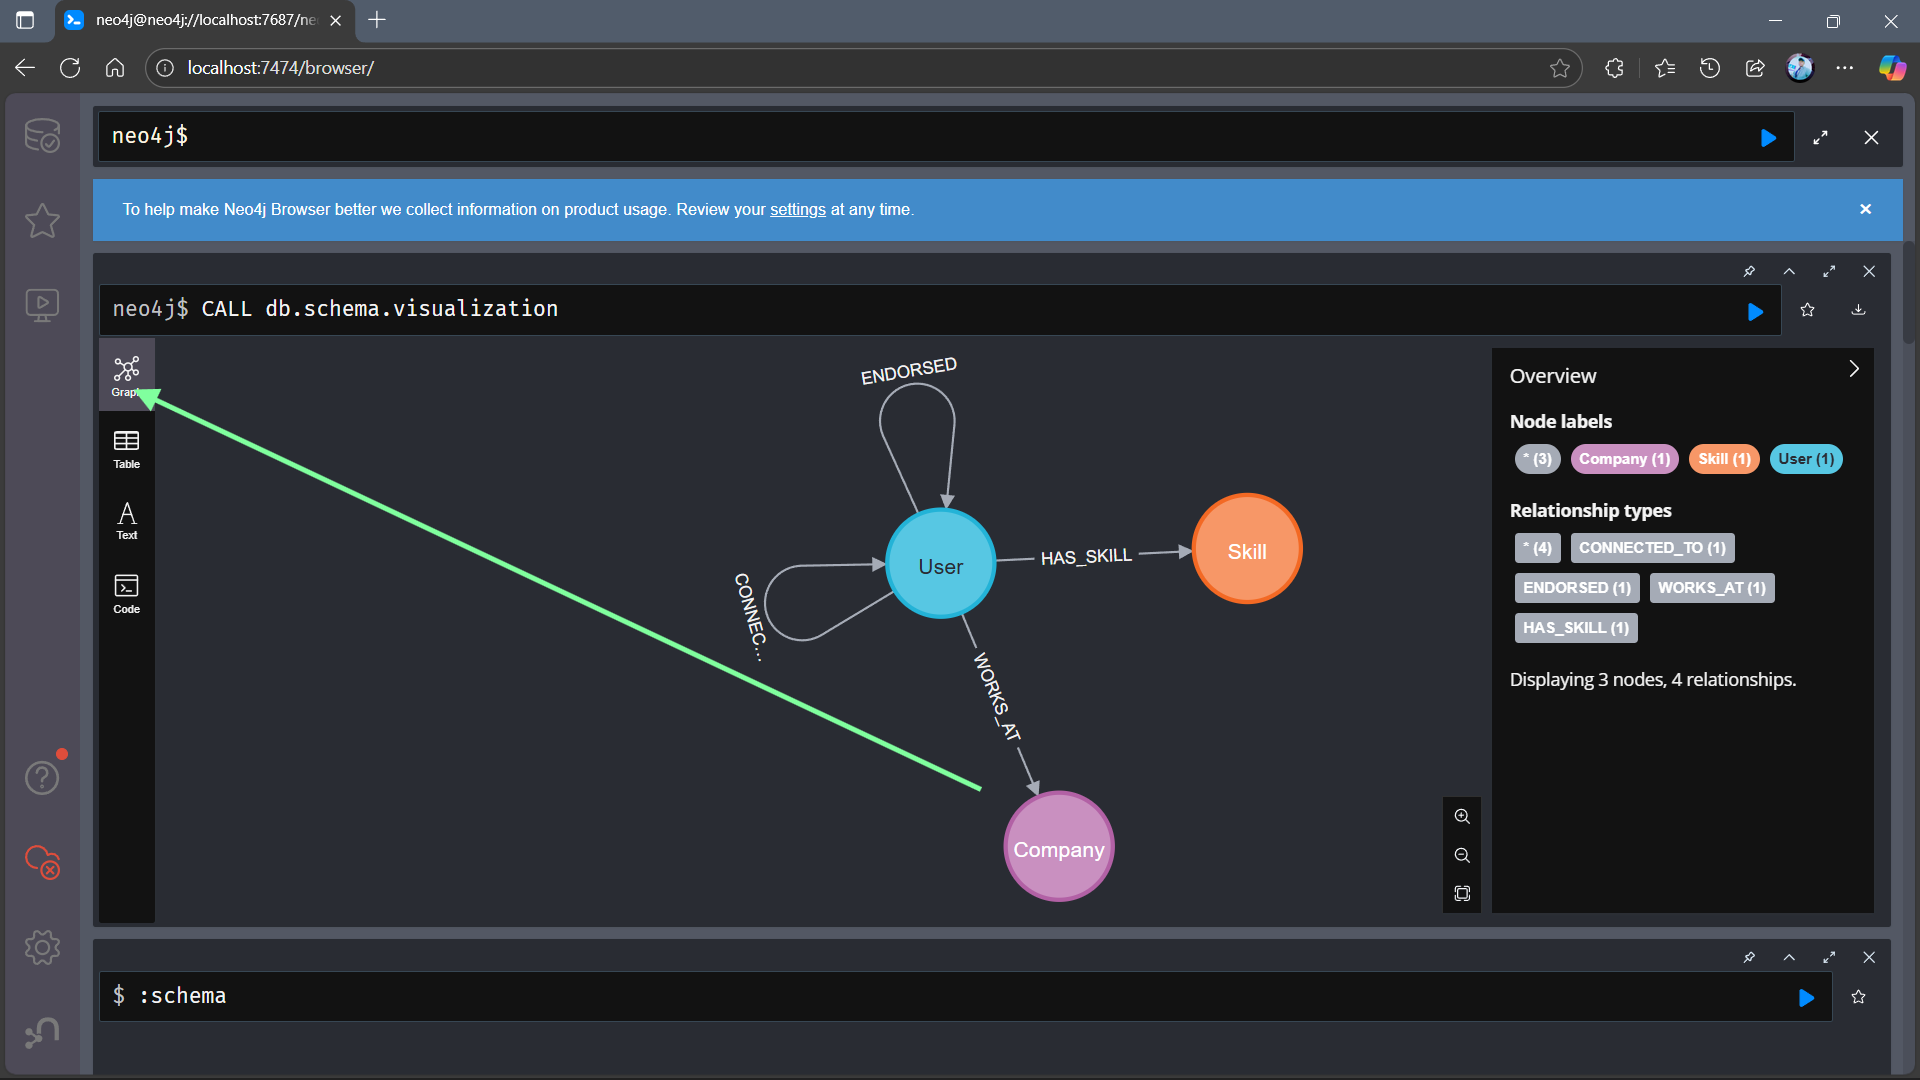 neo4j@neo4j://localhost:7687/ne
localhost:7474/browser/
neo4j$
To help make Neo4j Browser better we collect information on product usage. Review your settings at any time.
neo4j$ CALL db.schema.visualization
Graph
Table
Text
Code
ENDORSED
User
HAS_SKILL
Skill
CONNEC...
WORKS_AT
Company
Overview
Node labels
* (3) Company (1) Skill (1) User (1)
Relationship types
* (4) CONNECTED_TO (1)
ENDORSED (1) WORKS_AT (1)
HAS_SKILL (1)
Displaying 3 nodes, 4 relationships.
$ :schema